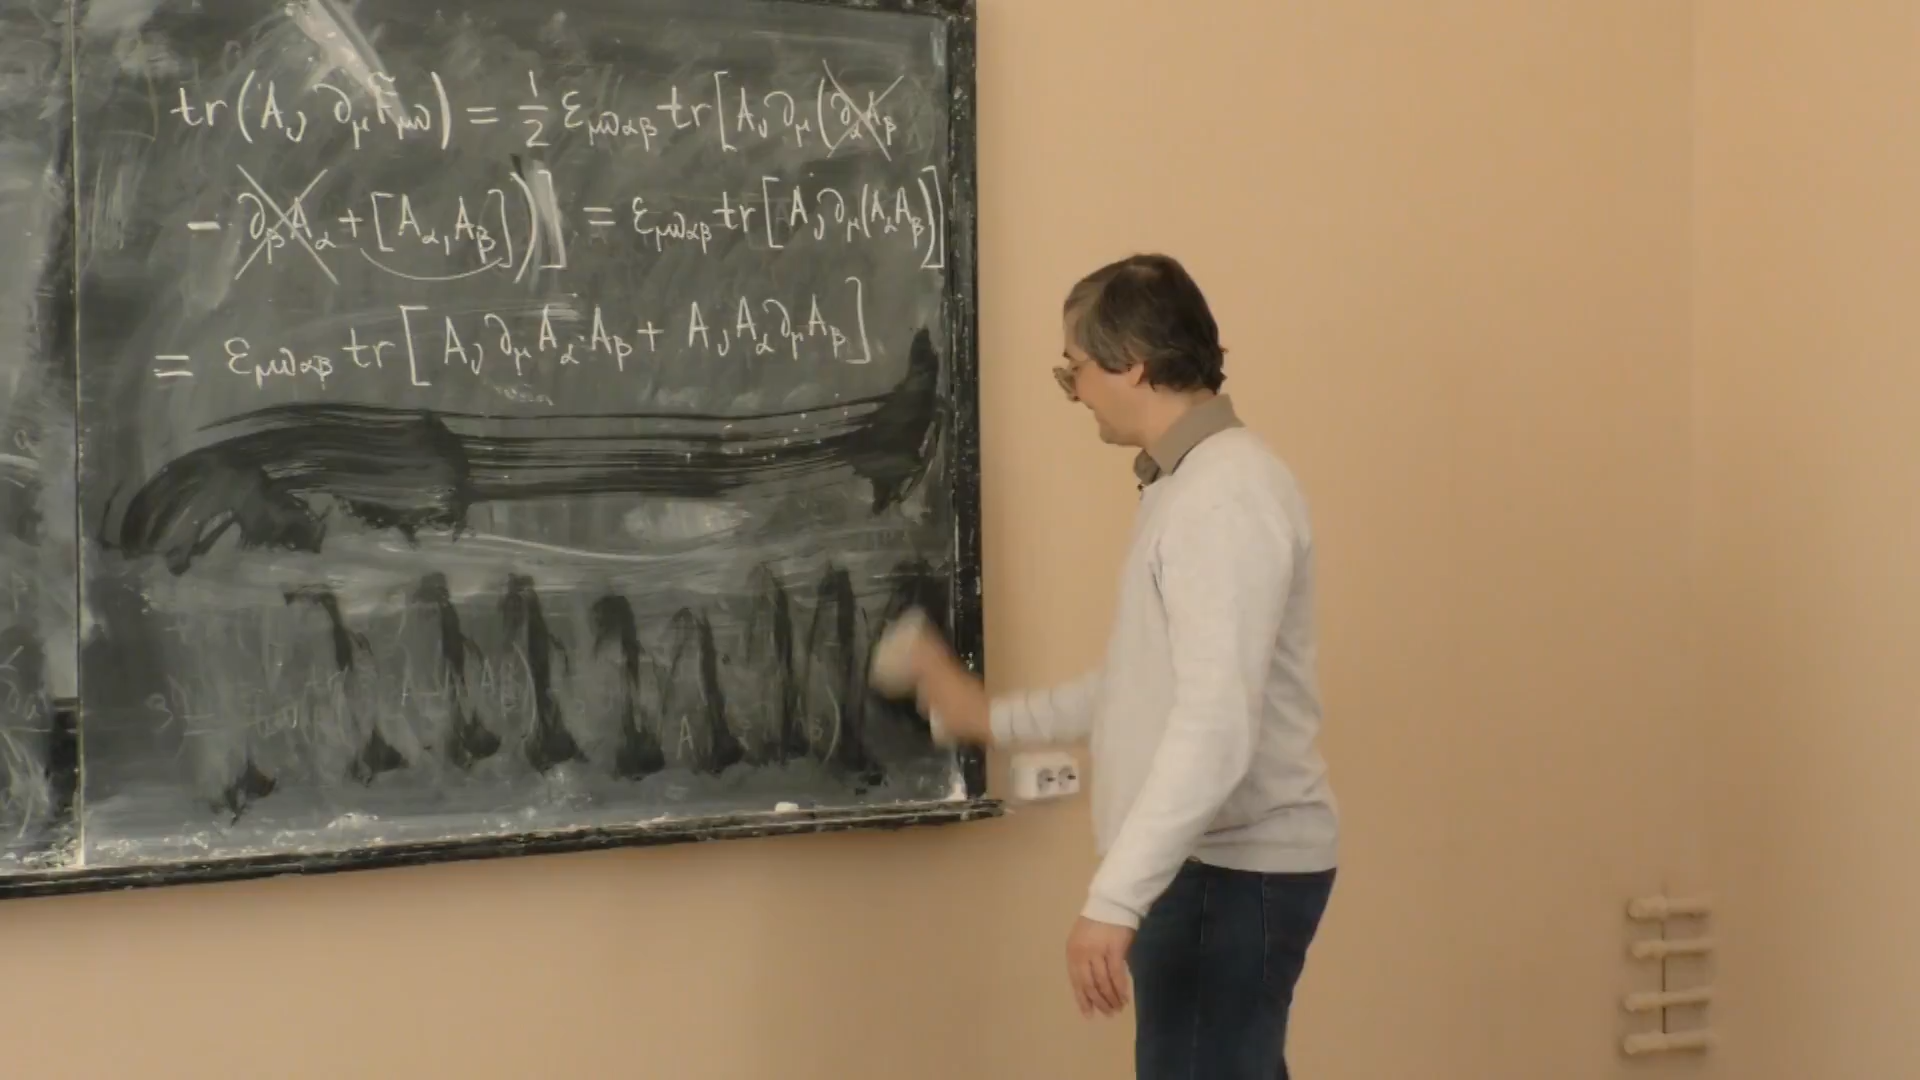 tr(A_ν ∂_μ F̃_μν) = 1/2 ε_μναβ tr[A_ν ∂_μ(∂_α A_β
- ∂_β A_α + [A_α, A_β])] = ε_μναβ tr[A_ν ∂_μ(A_α A_β)]
= ε_μναβ tr[A_ν ∂_μ A_α · A_β + A_ν A_α ∂_μ A_β].